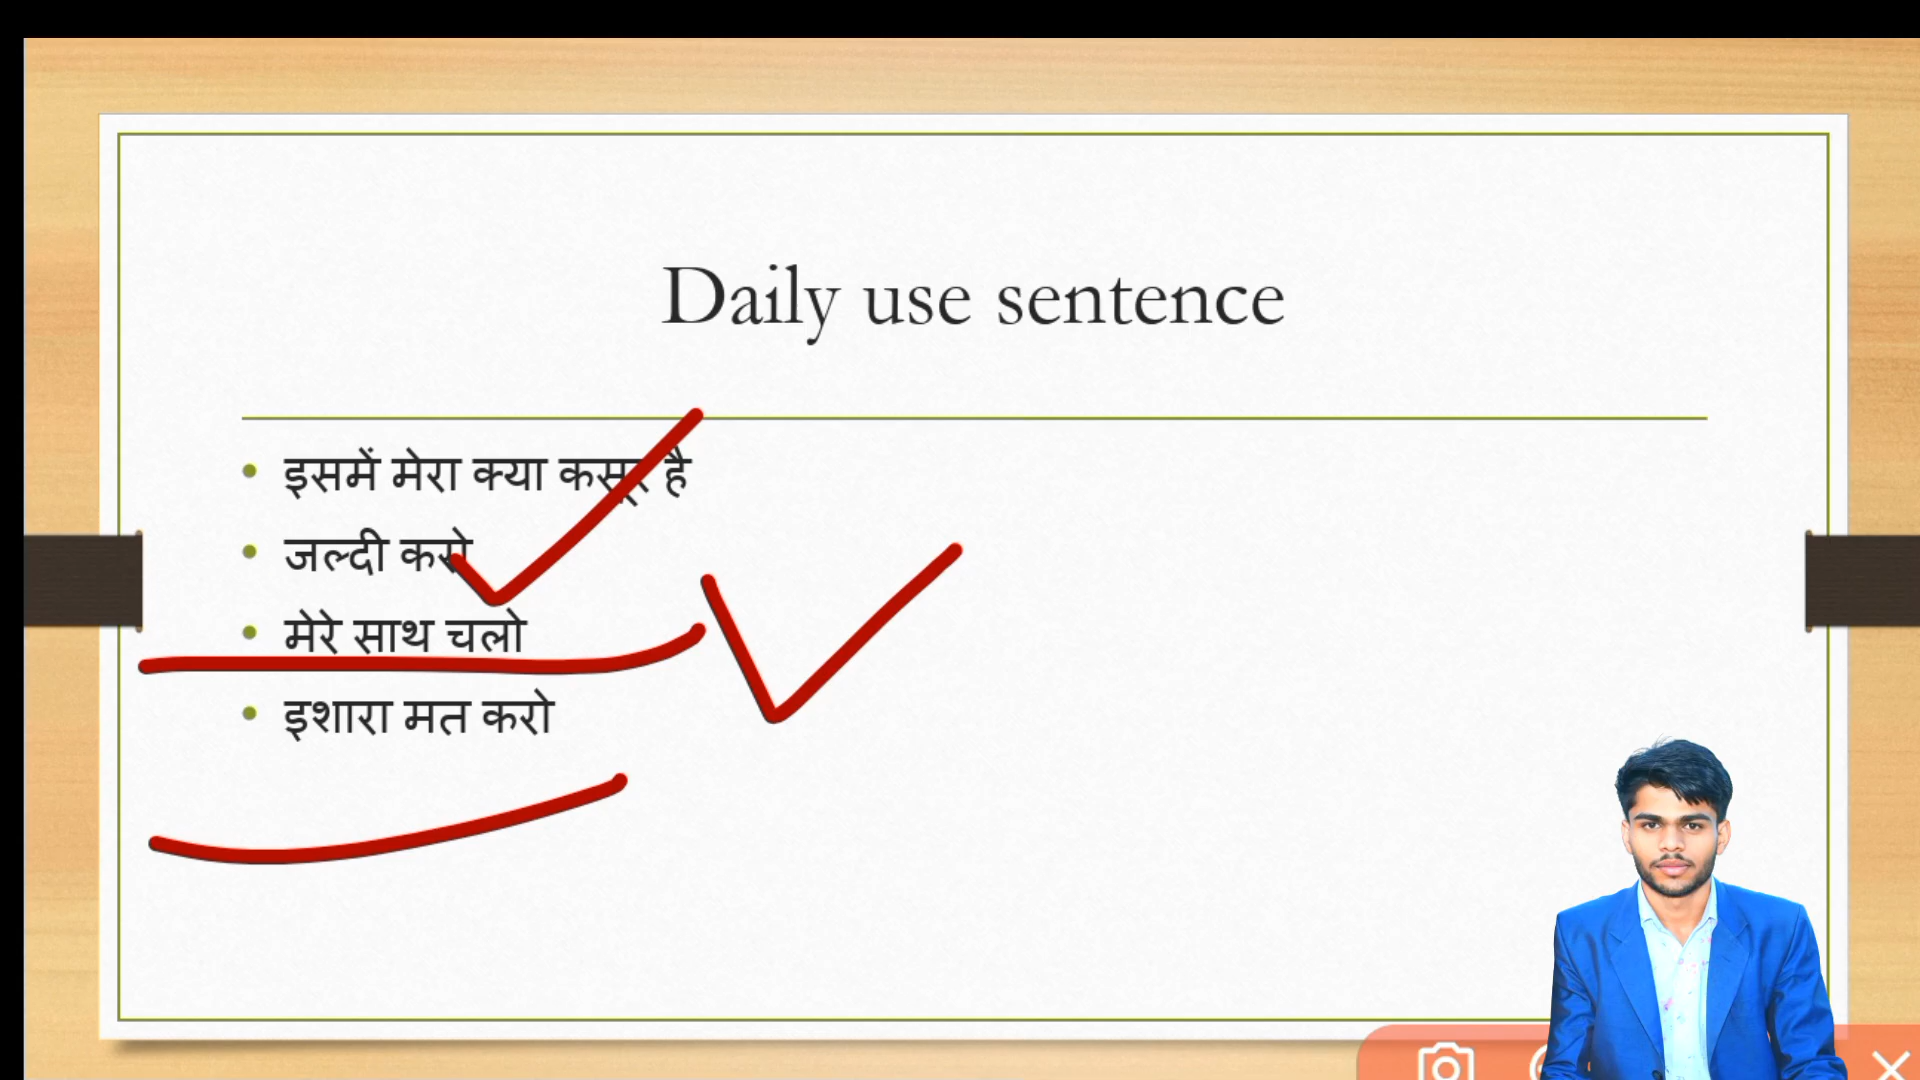 Daily use sentence
इसमें मेरा क्या कसूर है
जल्दी करो
मेरे साथ चलो
इशारा मत करो